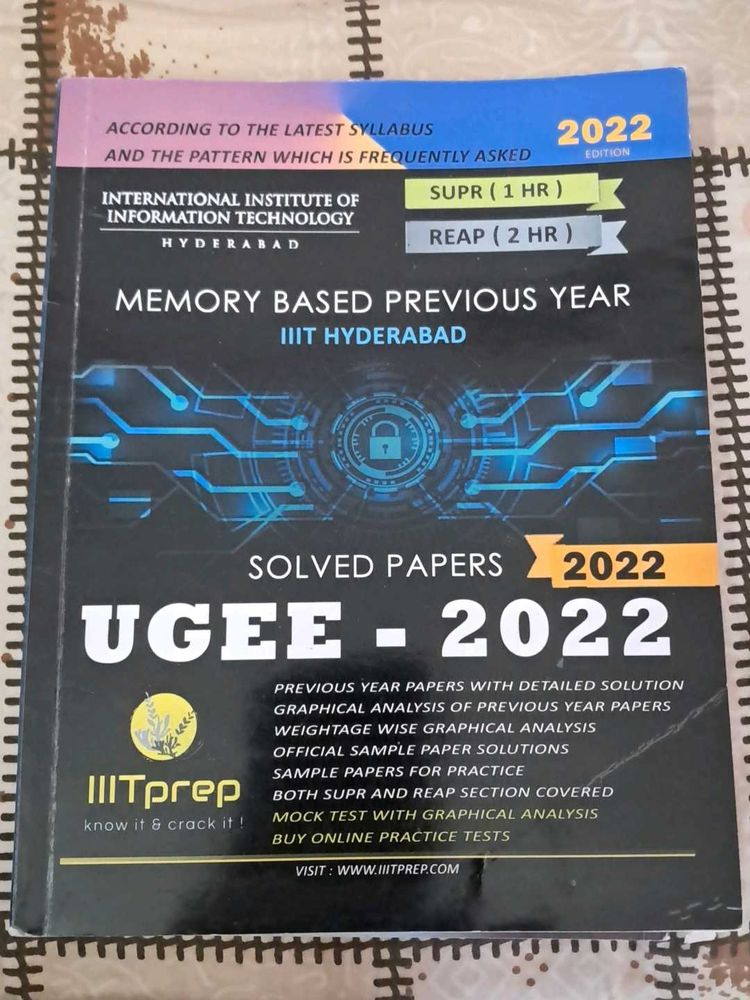 ACCORDING TO THE LATEST SYLLABUS
AND THE PATTERN WHICH IS FREQUENTLY ASKED
2022
EDITION
INTERNATIONAL INSTITUTE OF
INFORMATION TECHNOLOGY
HYDERABAD
SUPR ( 1 HR )
REAP ( 2 HR )
MEMORY BASED PREVIOUS YEAR
IIIT HYDERABAD
SOLVED PAPERS 2022
UGEE - 2022
PREVIOUS YEAR PAPERS WITH DETAILED SOLUTION
GRAPHICAL ANALYSIS OF PREVIOUS YEAR PAPERS
WEIGHTAGE WISE GRAPHICAL ANALYSIS
OFFICIAL SAMPLE PAPER SOLUTIONS
SAMPLE PAPERS FOR PRACTICE
BOTH SUPR AND REAP SECTION COVERED
MOCK TEST WITH GRAPHICAL ANALYSIS
BUY ONLINE PRACTICE TESTS
IIITprep
know it & crack it !
VISIT : WWW.IIITPREP.COM